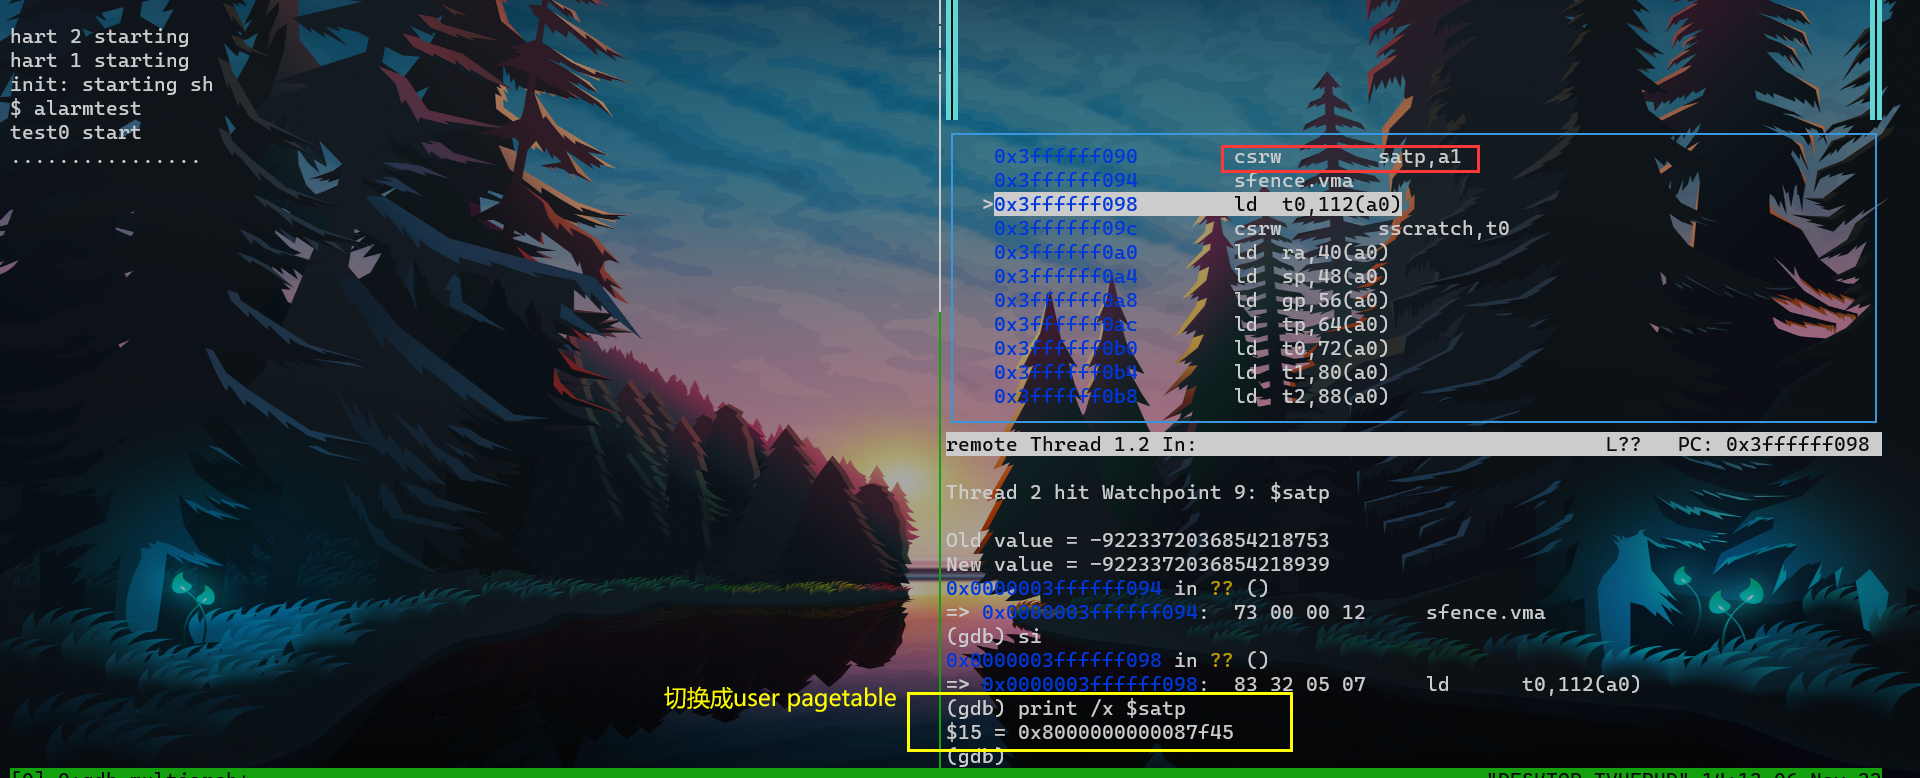 hart 2 starting
hart 1 starting
init: starting sh
$ alarmtest
test0 start
................
0x3ffffff090 csrw satp,a1
0x3ffffff094 sfence.vma
>0x3ffffff098 ld t0,112(a0)
0x3ffffff09c csrw sscratch,t0
0x3ffffff0a0 ld ra,40(a0)
0x3ffffff0a4 ld sp,48(a0)
0x3ffffff0a8 ld gp,56(a0)
0x3ffffff0ac ld tp,64(a0)
0x3ffffff0b0 ld t0,72(a0)
0x3ffffff0b4 ld t1,80(a0)
0x3ffffff0b8 ld t2,88(a0)
remote Thread 1.2 In: L?? PC: 0x3ffffff098
Thread 2 hit Watchpoint 9: $satp
Old value = -9223372036854218753
New value = -9223372036854218939
0x0000003ffffff094 in ?? ()
=> 0x0000003ffffff094: 73 00 00 12 sfence.vma
(gdb) si
0x0000003ffffff098 in ?? ()
=> 0x0000003ffffff098: 83 32 05 07 ld t0,112(a0)
切换成user pagetable
(gdb) print /x $satp
$15 = 0x8000000000087f45
(gdb)